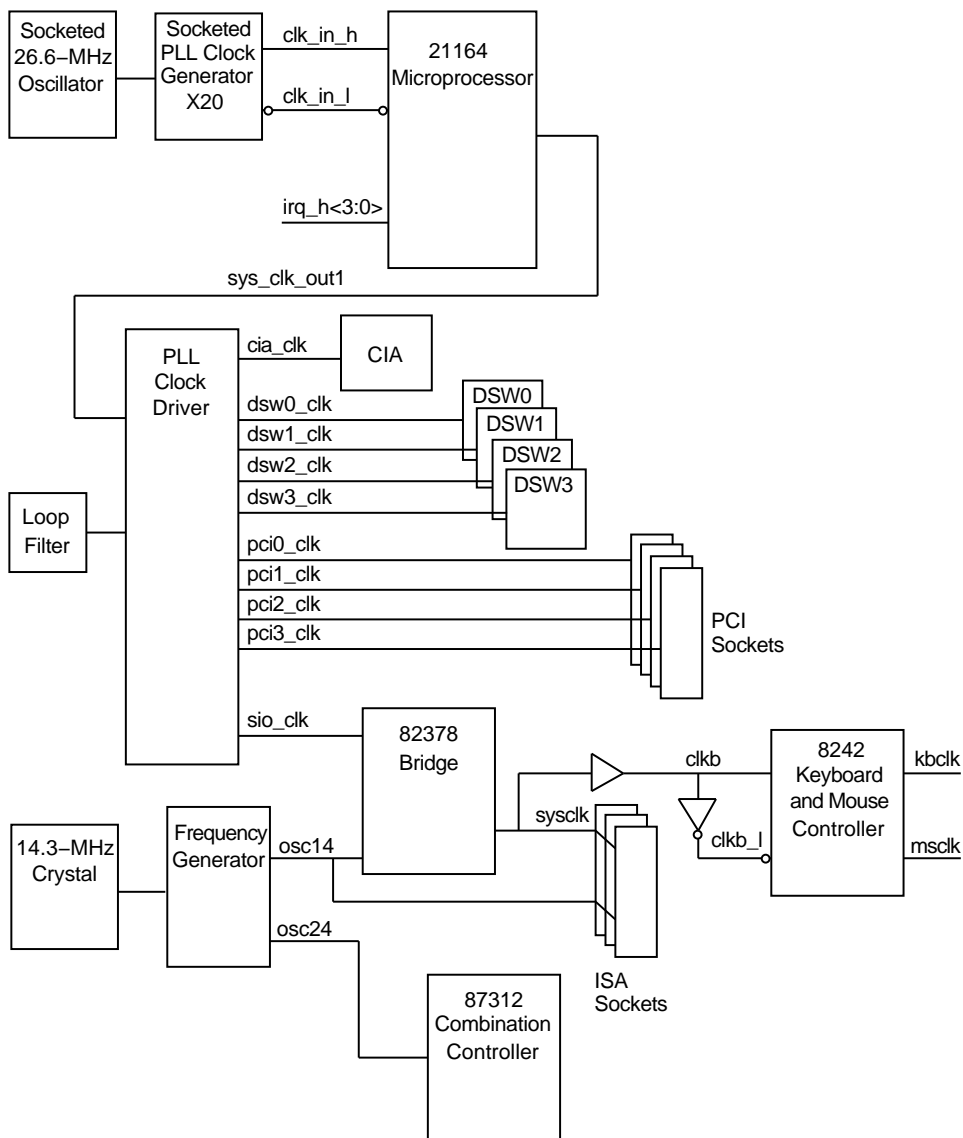 Socketed
26.6–MHz
Oscillator
Socketed
PLL Clock
Generator
X20
clk_in_h
clk_in_l
21164
Microprocessor
irq_h<3:0>
sys_clk_out1
PLL
Clock
Driver
cia_clk
CIA
dsw0_clk
dsw1_clk
dsw2_clk
dsw3_clk
DSW0
DSW1
DSW2
DSW3
Loop
Filter
pci0_clk
pci1_clk
pci2_clk
pci3_clk
PCI
Sockets
sio_clk
82378
Bridge
clkb
8242
Keyboard
and Mouse
Controller
kbclk
msclk
sysclk
clkb_l
14.3–MHz
Crystal
Frequency
Generator
osc14
osc24
ISA
Sockets
87312
Combination
Controller